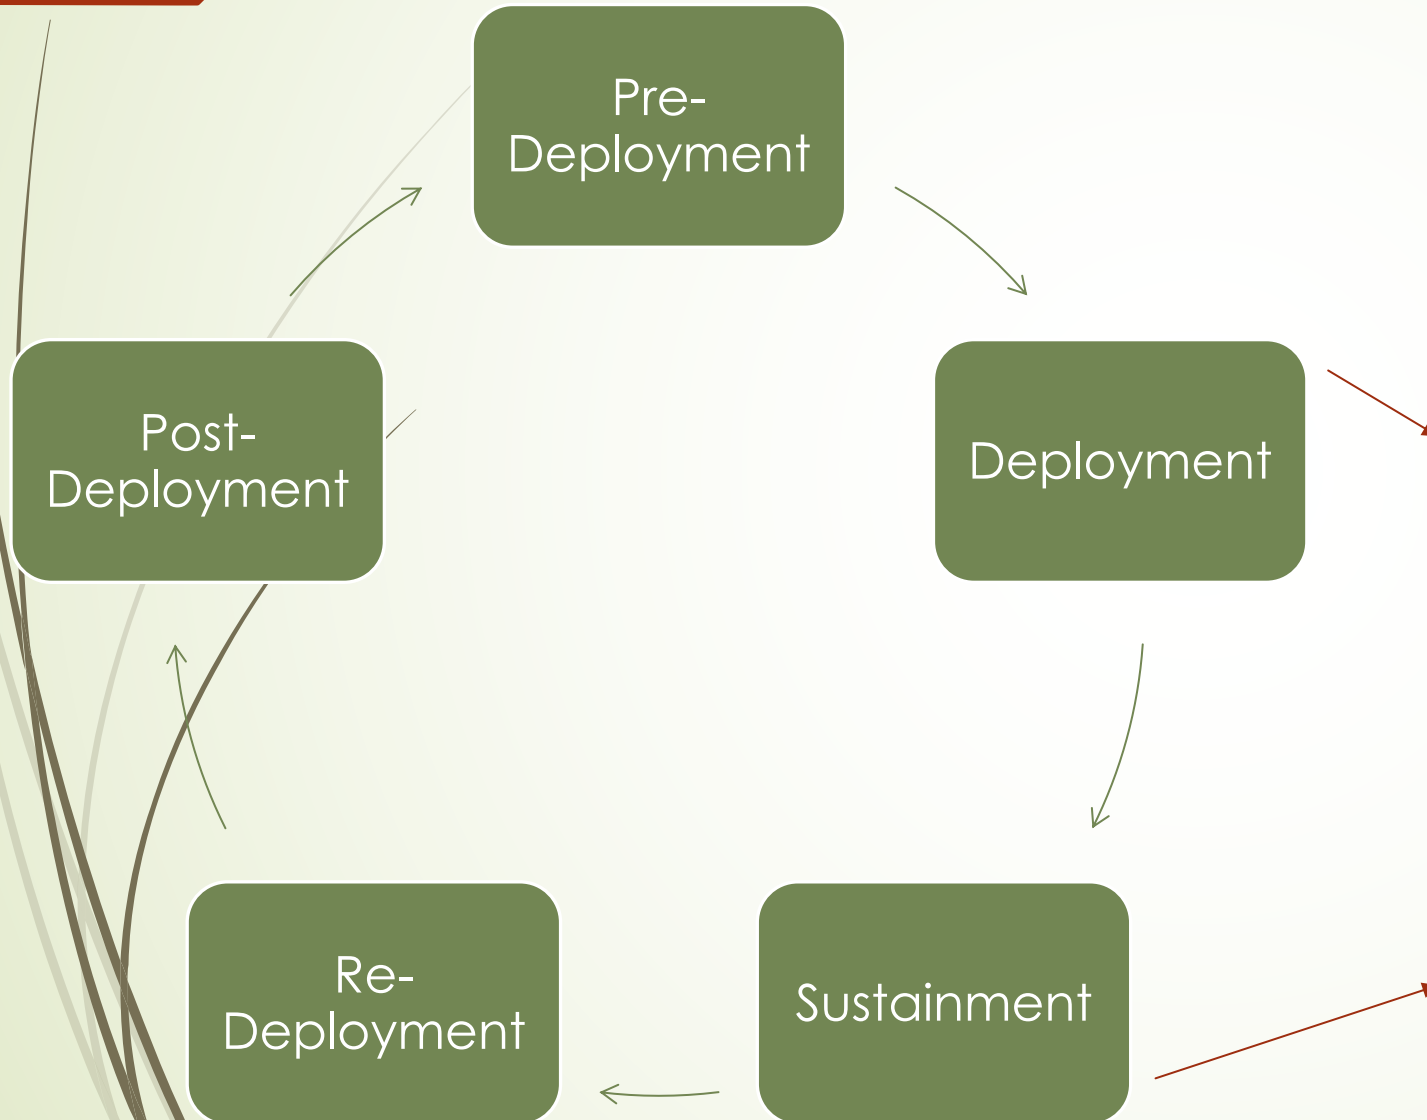 Pre-
Deployment
Deployment
Sustainment
Re-
Deployment
Post-
Deployment